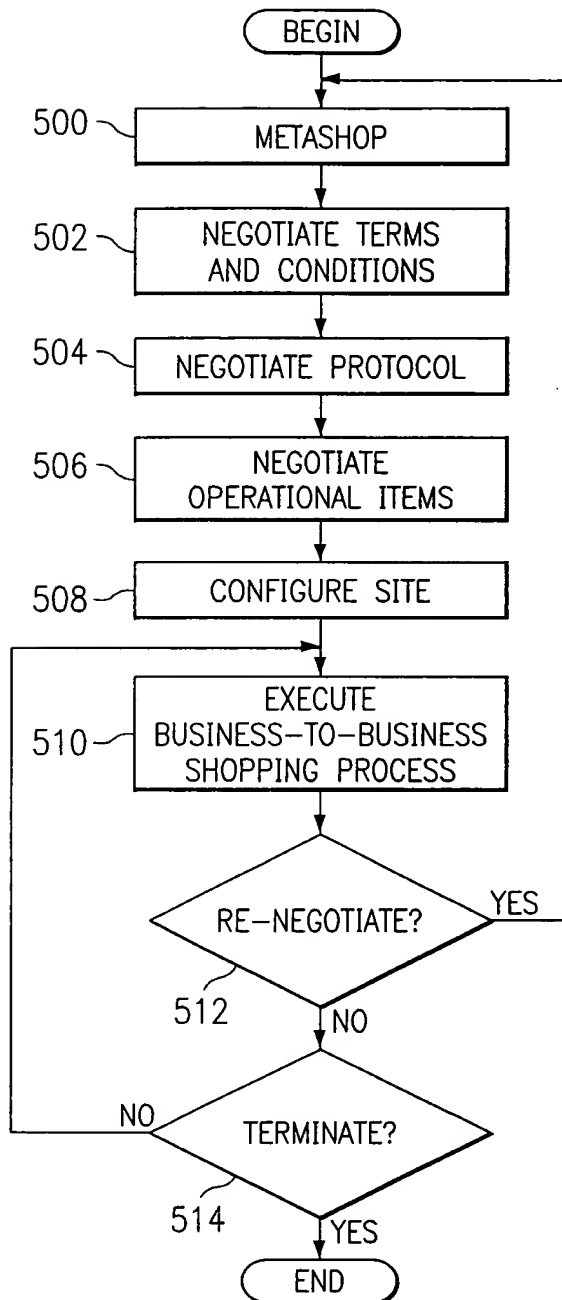 BEGIN
500
METASHOP
502
NEGOTIATE TERMS
AND CONDITIONS
504
NEGOTIATE PROTOCOL
506
NEGOTIATE
OPERATIONAL ITEMS
508
CONFIGURE SITE
510
EXECUTE
BUSINESS-TO-BUSINESS
SHOPPING PROCESS
RE-NEGOTIATE?
YES
512
NO
NO
TERMINATE?
514
YES
END